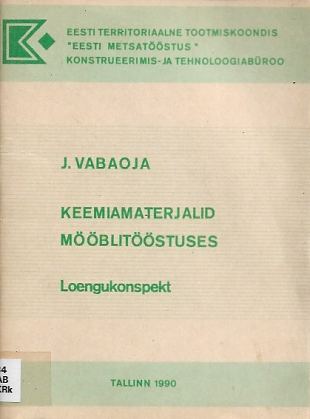 EESTI TERRITORIAALNE TOOTMISKOONDIS
"EESTI METSATÖÖSTUS"
KONSTRUEERIMIS-JA TEHNOLOOGIABÜROO
J. VABAOJA
KEEMIAMATERJALID
MÖÖBLITÖÖSTUSES
Loengukonspekt
TALLINN 1990